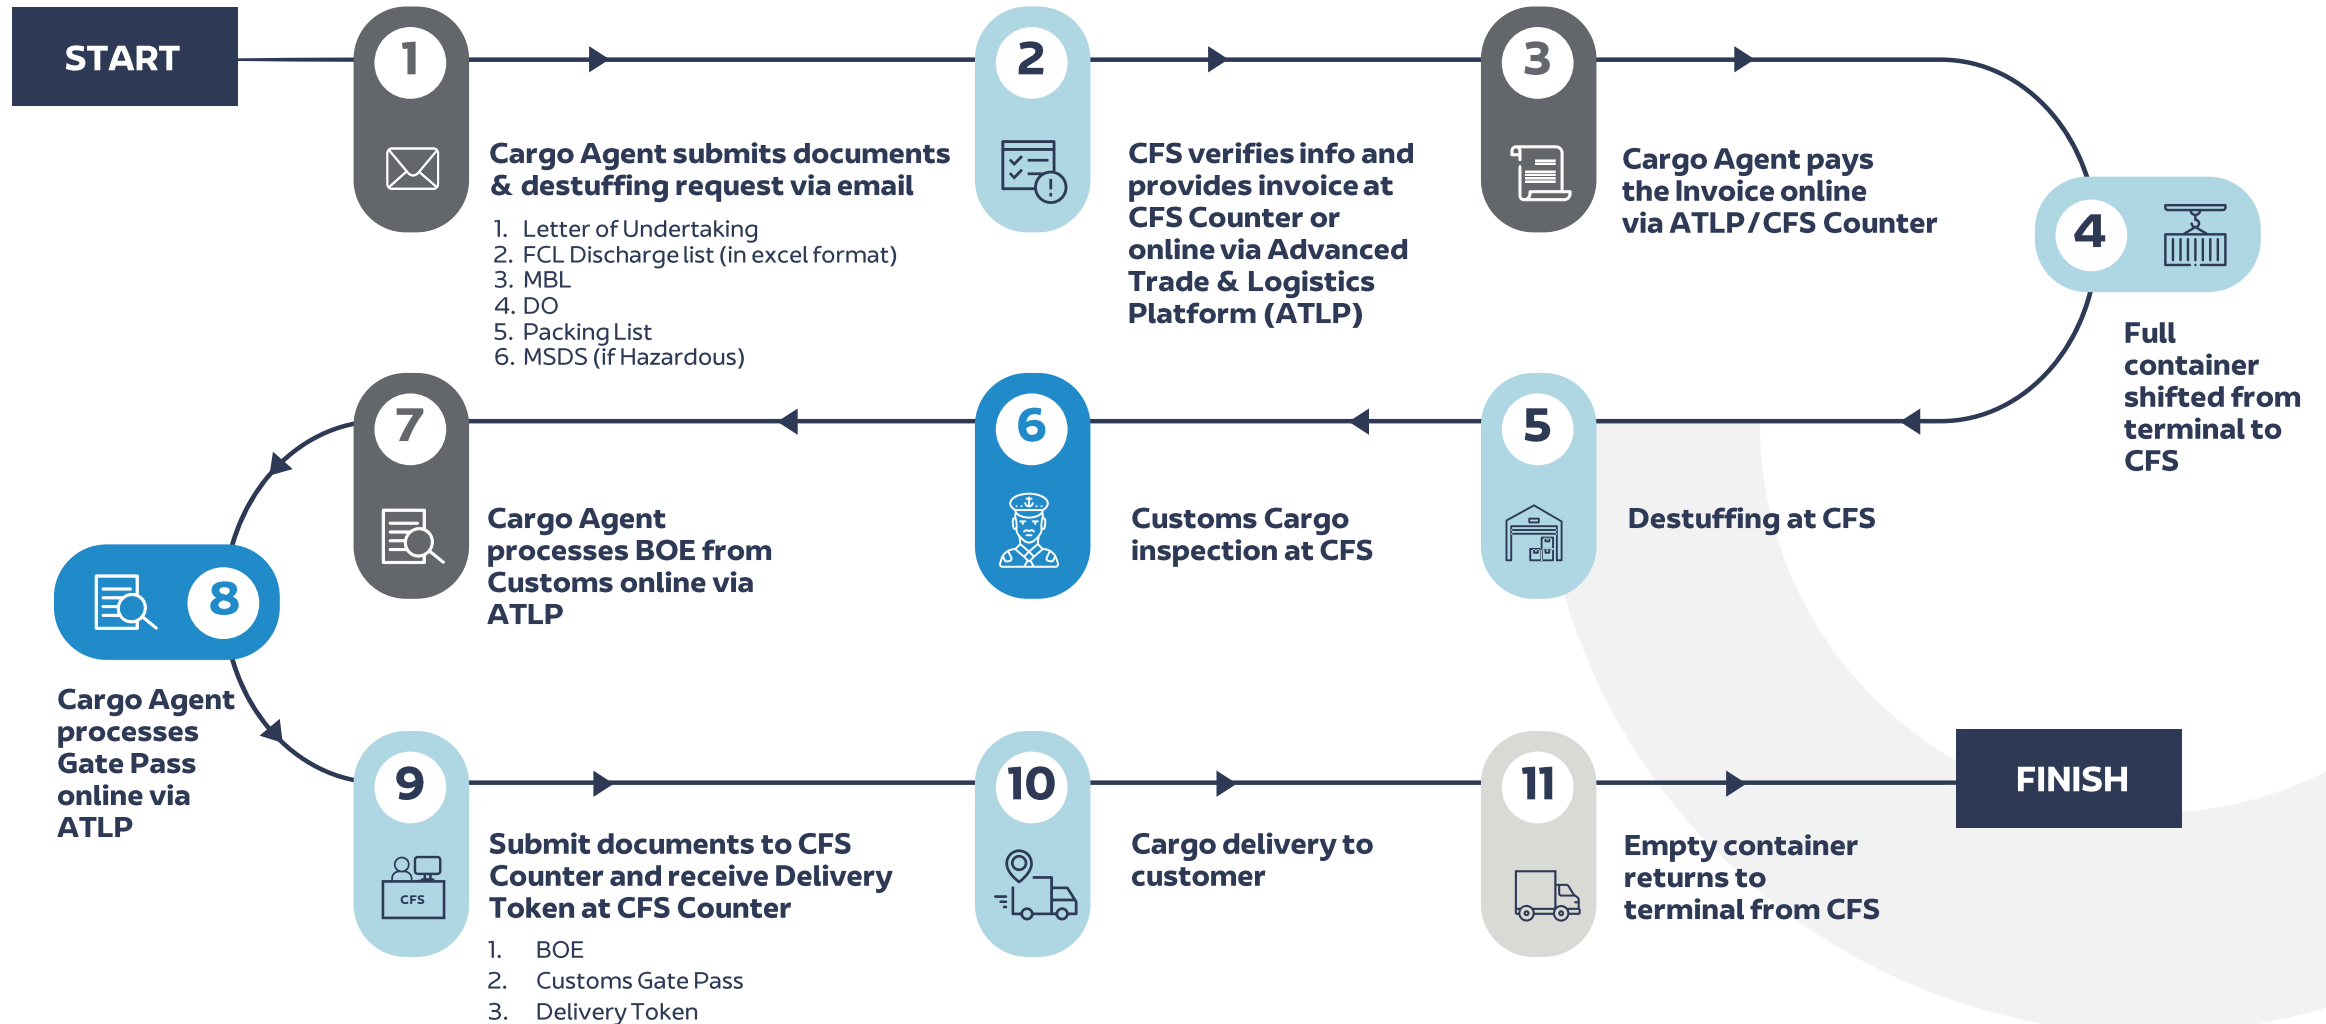 START
1
Cargo Agent submits documents
& destuffing request via email
1. Letter of Undertaking
2. FCL Discharge list (in excel format)
3. MBL
4. DO
5. Packing List
6. MSDS (if Hazardous)
2
CFS verifies info and
provides invoice at
CFS Counter or
online via Advanced
Trade & Logistics
Platform (ATLP)
3
Cargo Agent pays
the Invoice online
via ATLP/CFS Counter
4
Full
container
shifted from
terminal to
CFS
5
Destuffing at CFS
6
Customs Cargo
inspection at CFS
7
Cargo Agent
processes BOE from
Customs online via
ATLP
8
Cargo Agent
processes
Gate Pass
online via
ATLP
9
CFS
Submit documents to CFS
Counter and receive Delivery
Token at CFS Counter
1. BOE
2. Customs Gate Pass
3. Delivery Token
10
Cargo delivery to
customer
11
Empty container
returns to
terminal from CFS
FINISH